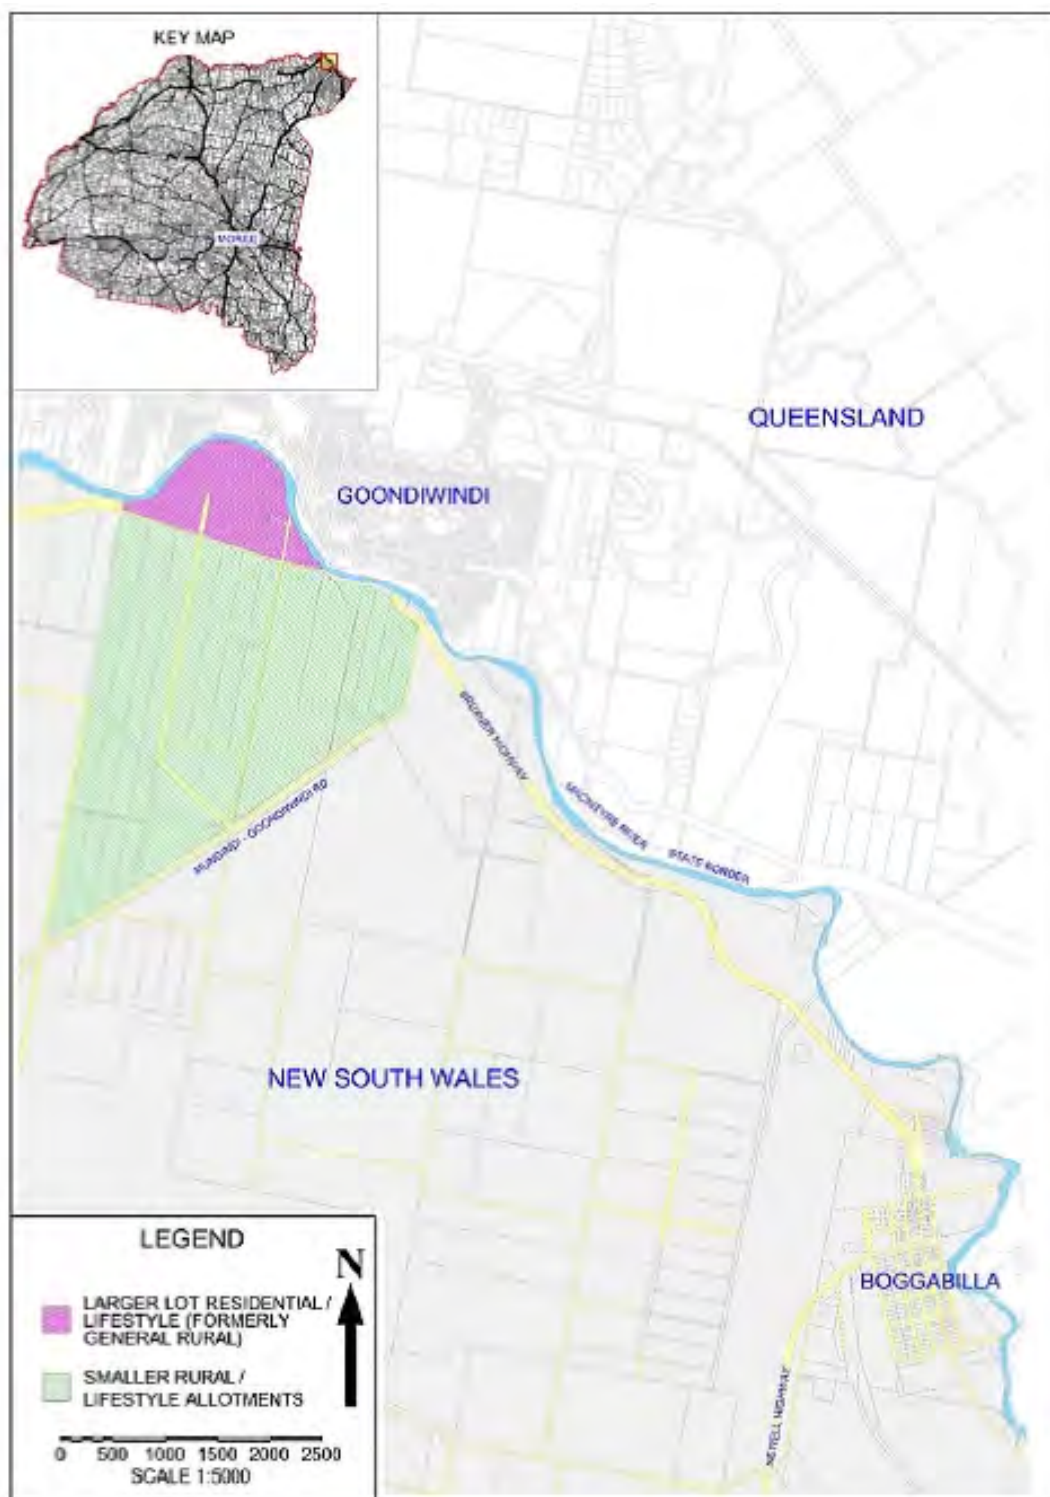 KEY MAP
MOREE
QUEENSLAND
GOONDIWINDI
BRUXNER HIGHWAY
MACINTYRE RIVER
STATE BORDER
MUNGINDI - GOONDIWINDI RD
NEW SOUTH WALES
BOGGABILLA
NEWELL HIGHWAY
LEGEND
N
LARGER LOT RESIDENTIAL /
LIFESTYLE (FORMERLY
GENERAL RURAL)
SMALLER RURAL /
LIFESTYLE ALLOTMENTS
0 500 1000 1500 2000 2500
SCALE 1:5000